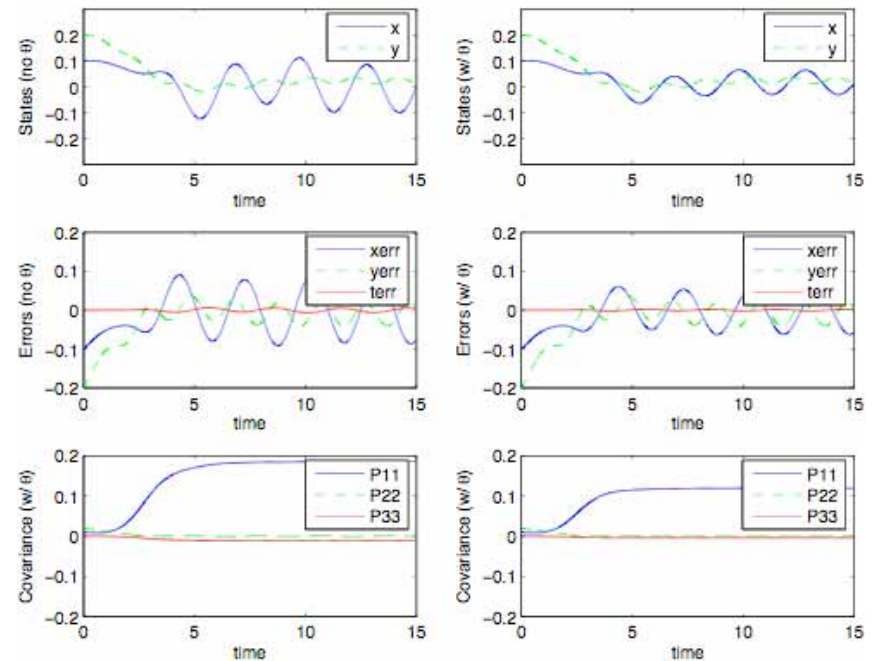 States (no θ)
0.2
0.1
0
−0.1
−0.2
x
y
0
5
10
15
time
States (w/ θ)
0.2
0.1
0
−0.1
−0.2
x
y
0
5
10
15
time
Errors (no θ)
0.2
0.1
0
−0.1
−0.2
xerr
yerr
terr
0
5
10
15
time
Errors (w/ θ)
0.2
0.1
0
−0.1
−0.2
xerr
yerr
terr
0
5
10
15
time
Covariance (w/ θ)
0.2
0.1
0
−0.1
−0.2
P11
P22
P33
0
5
10
15
time
Covariance (w/ θ)
0.2
0.1
0
−0.1
−0.2
P11
P22
P33
0
5
10
15
time